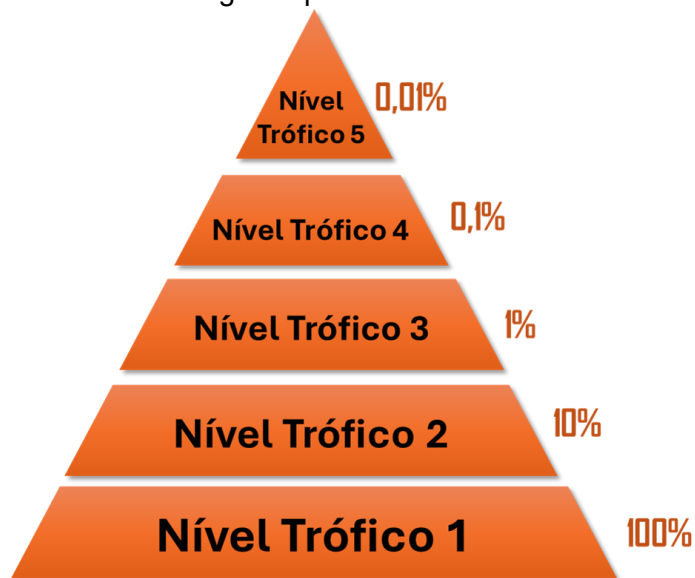 Nível
Trófico 5
0,01%
Nível Trófico 4
0,1%
Nível Trófico 3
1%
Nível Trófico 2
10%
Nível Trófico 1
100%